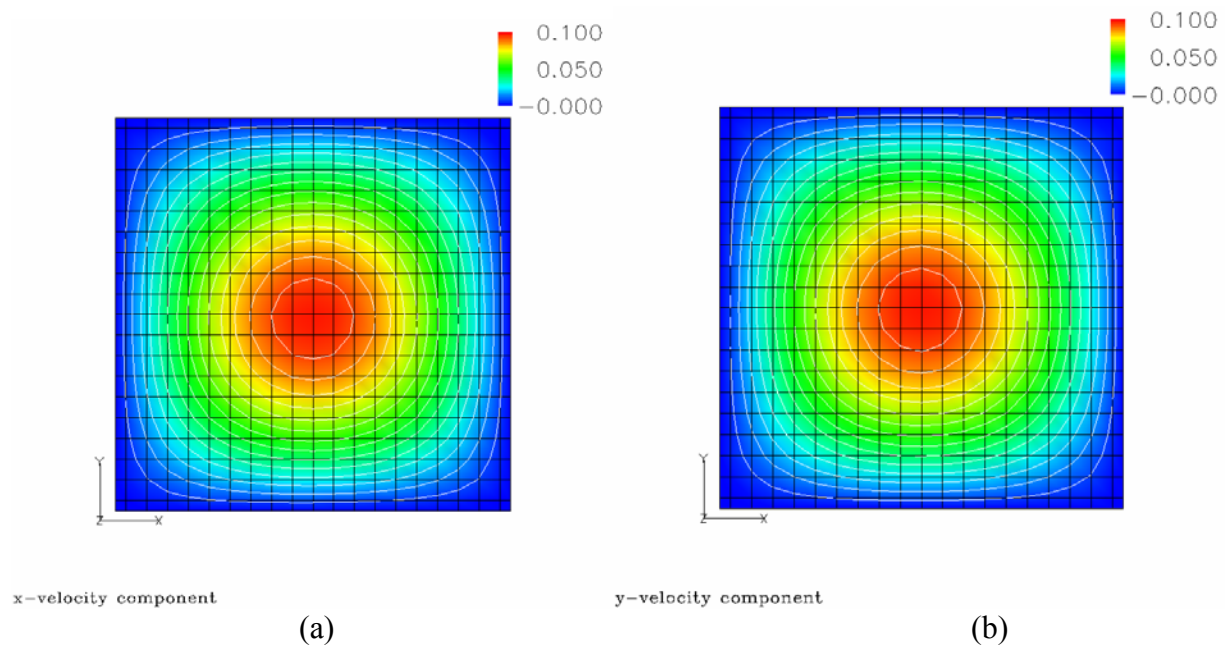 0.100
0.050
−0.000
Y
Z X
x−velocity component
(a)
0.100
0.050
−0.000
Y
Z X
y−velocity component
(b)